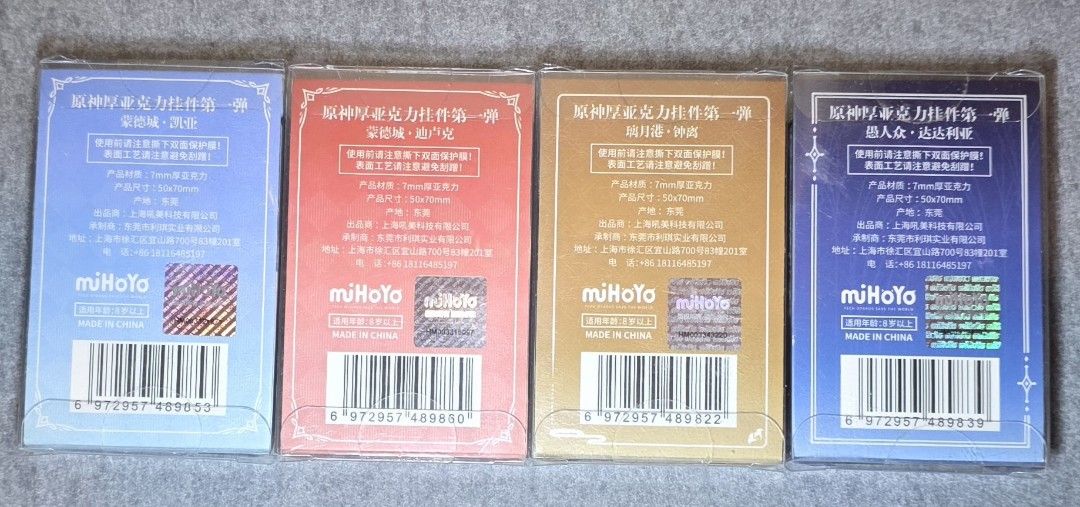 原神厚亚克力挂件第一弹
蒙德城·凯亚
使用前请注意撕下双面保护膜！
表面工艺请注意避免刮蹭！
产品材质：7mm厚亚克力
产品尺寸：50x70mm
产地：东莞
出品商：上海吼美科技有限公司
承制商：东莞市利琪实业有限公司
地址：上海市徐汇区宜山路700号83幢201室
电 话:+86 18116485197
miHoYo
适用年龄:8岁以上
MADE IN CHINA
6 972957 489853
原神厚亚克力挂件第一弹
蒙德城·迪卢克
使用前请注意撕下双面保护膜！
表面工艺请注意避免刮蹭！
产品材质：7mm厚亚克力
产品尺寸：50x70mm
产地：东莞
出品商：上海吼美科技有限公司
承制商：东莞市利琪实业有限公司
地址：上海市徐汇区宜山路700号83幢201室
电 话:+86 18116485197
miHoYo
miHoYo
适用年龄:8岁以上
MADE IN CHINA
6 972957 489860
原神厚亚克力挂件第一弹
璃月港·钟离
使用前请注意撕下双面保护膜！
表面工艺请注意避免刮蹭！
产品材质：7mm厚亚克力
产品尺寸：50x70mm
产地：东莞
出品商：上海吼美科技有限公司
承制商：东莞市利琪实业有限公司
地址：上海市徐汇区宜山路700号83幢201室
电 话:+86 18116485197
miHoYo
TECH OTAKUS SAVE THE WORLD
miHoYo
适用年龄:8岁以上
MADE IN CHINA
6 972957 489822
原神厚亚克力挂件第一弹
愚人众·达达利亚
使用前请注意撕下双面保护膜！
表面工艺请注意避免刮蹭！
产品材质：7mm厚亚克力
产品尺寸：50x70mm
产地：东莞
出品商：上海吼美科技有限公司
承制商：东莞市利琪实业有限公司
地址：上海市徐汇区宜山路700号83幢201室
电 话:+86 18116485197
miHoYo
TECH OTAKUS SAVE THE WORLD
miHoYo
适用年龄:8岁以上
MADE IN CHINA
6 972957 489839